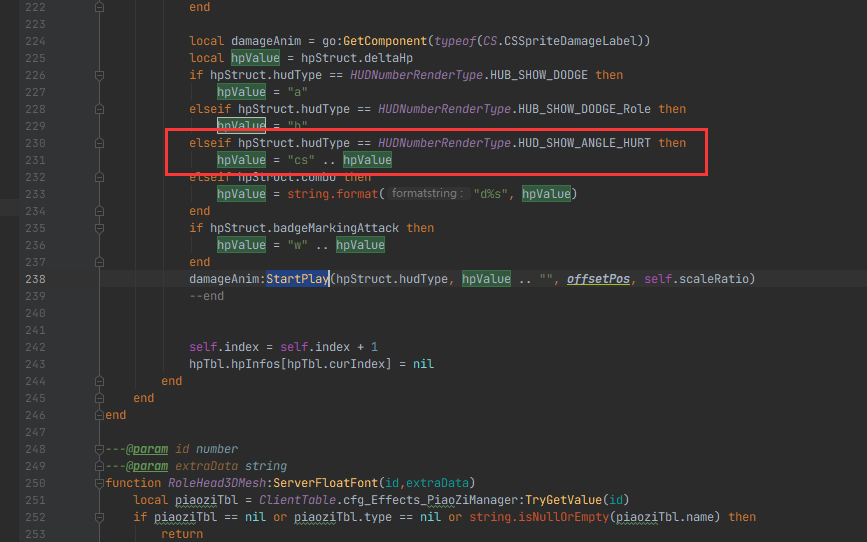 222 end
223
224 local damageAnim = go:GetComponent(typeof(CS.CSSpriteDamageLabel))
225 local hpValue = hpStruct.deltaHp
226 if hpStruct.hudType == HUDNumberRenderType.HUB_SHOW_DODGE then
227 hpValue = "a"
228 elseif hpStruct.hudType == HUDNumberRenderType.HUB_SHOW_DODGE_Role then
229 hpValue = "b"
230 elseif hpStruct.hudType == HUDNumberRenderType.HUD_SHOW_ANGLE_HURT then
231 hpValue = "cs" .. hpValue
232 elseif hpStruct.combo then
233 hpValue = string.format( formatstring: "d%s", hpValue)
234 end
235 if hpStruct.badgeMarkingAttack then
236 hpValue = "w" .. hpValue
237 end
238 damageAnim:StartPlay(hpStruct.hudType, hpValue .. "", offsetPos, self.scaleRatio)
239 --end
240
241
242 self.index = self.index + 1
243 hpTbl.hpInfos[hpTbl.curIndex] = nil
244 end
245 end
246 end
247
248 ---@param id number
249 ---@param extraData string
250 function RoleHead3DMesh:ServerFloatFont(id,extraData)
251 local piaoziTbl = ClientTable.cfg_Effects_PiaoZiManager:TryGetValue(id)
252 if piaoziTbl == nil or piaoziTbl.type == nil or string.isNullOrEmpty(piaoziTbl.name) then
253 return